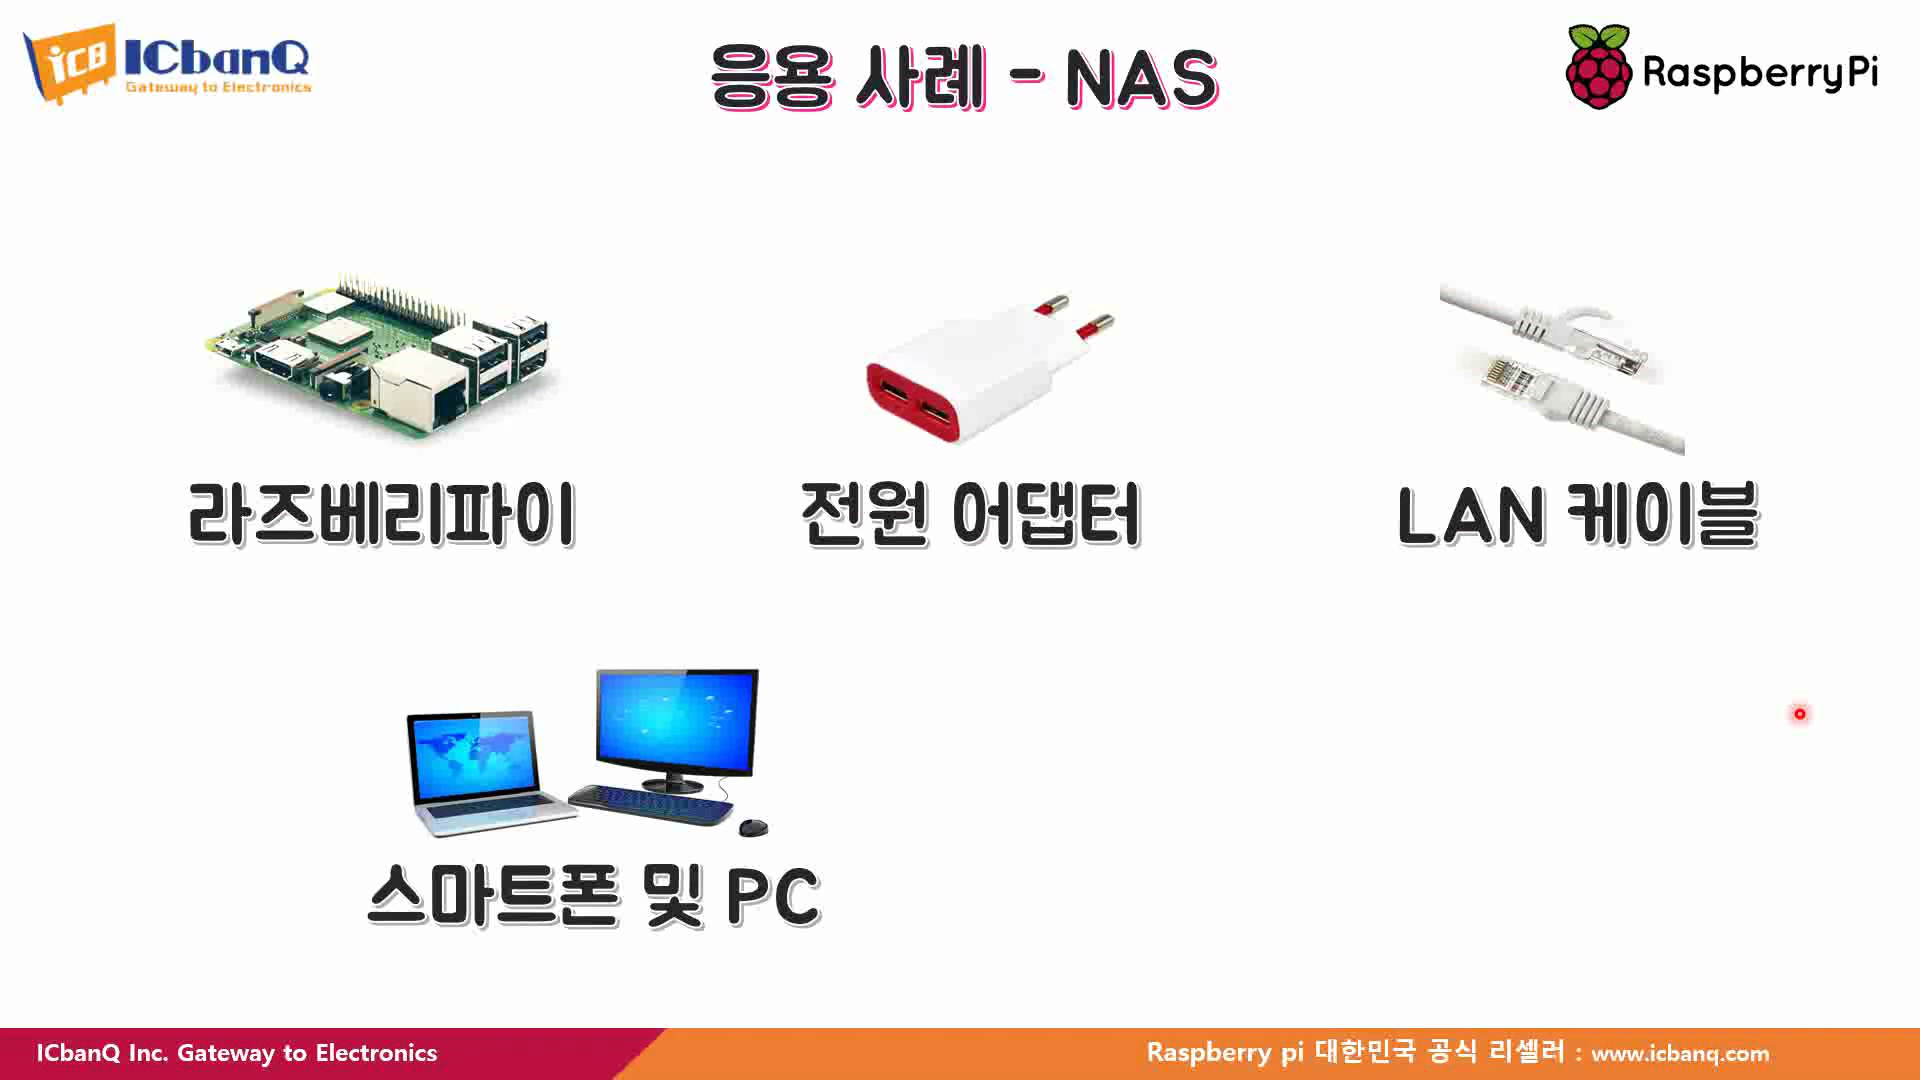 iCB ICbanQ
Gateway to Electronics
응용 사례 - NAS
RaspberryPi
라즈베리파이
전원 어댑터
LAN 케이블
스마트폰 및 PC
ICbanQ Inc. Gateway to Electronics
Raspberry pi 대한민국 공식 리셀러 : www.icbanq.com